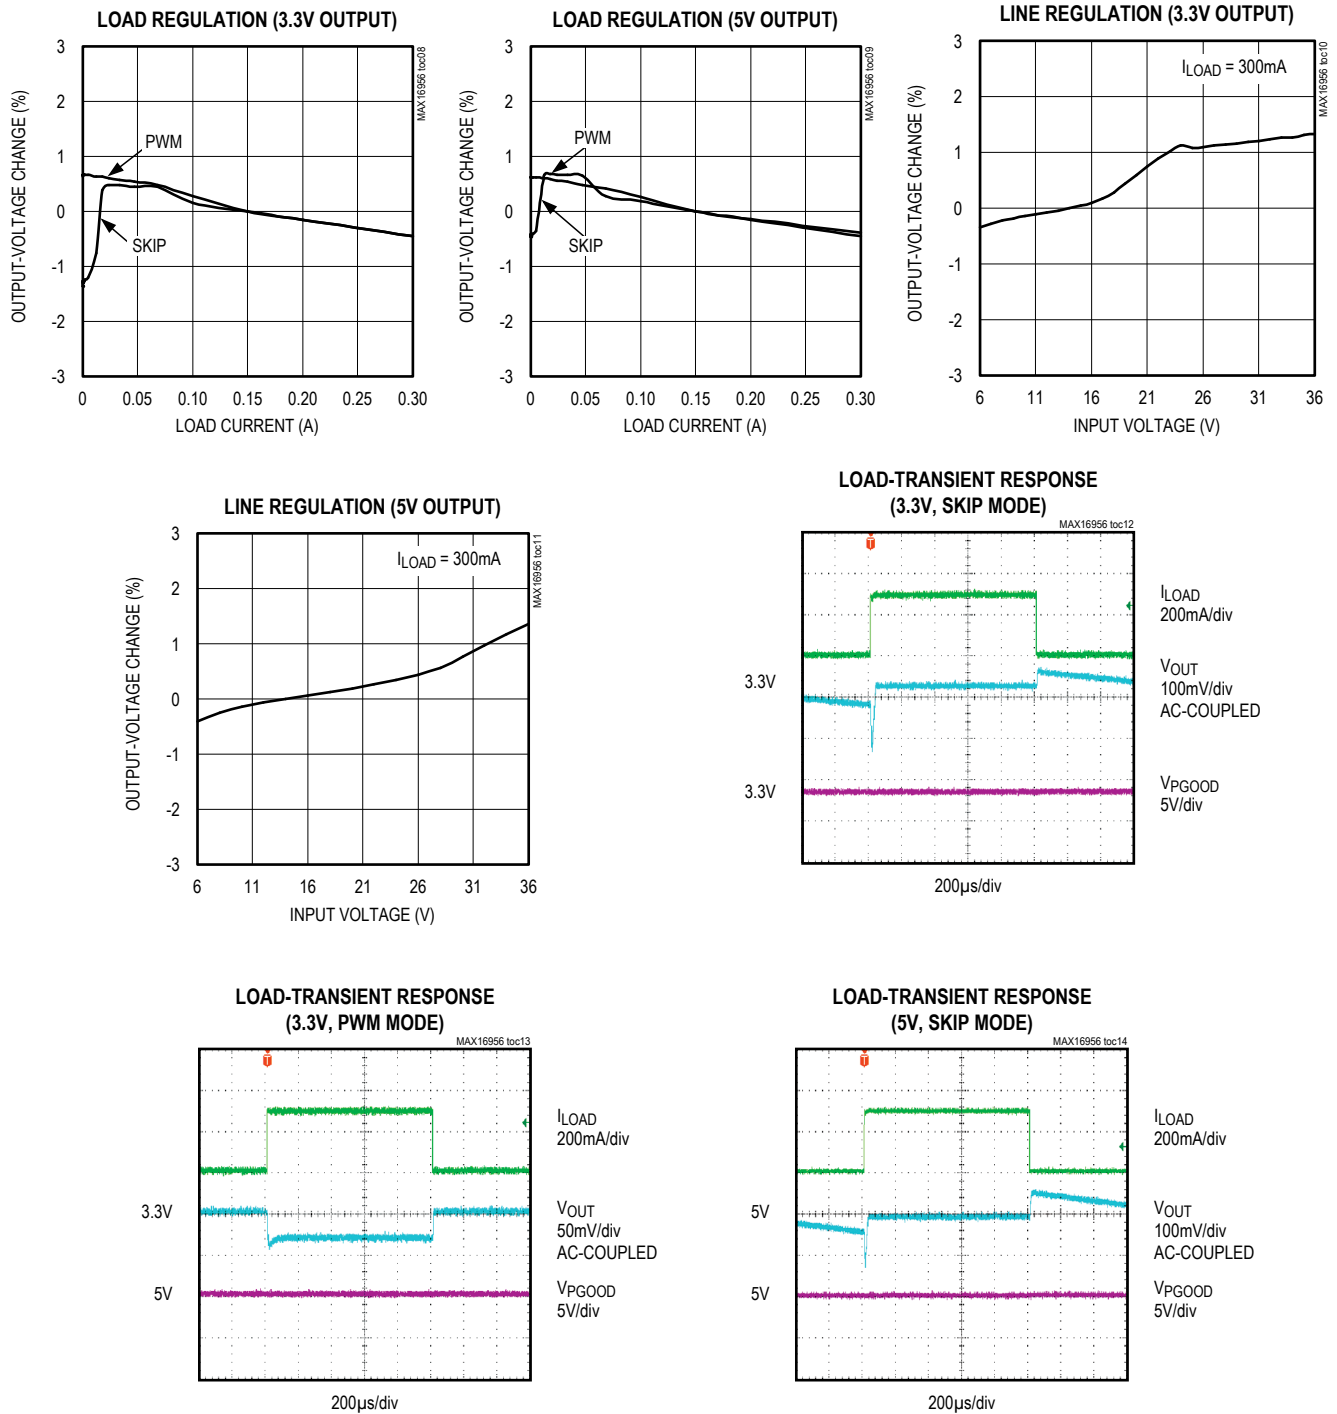 LOAD REGULATION (3.3V OUTPUT)
MAX16956 toc08
OUTPUT-VOLTAGE CHANGE (%)
3
2
1
0
-1
-2
-3
PWM
SKIP
0 0.05 0.10 0.15 0.20 0.25 0.30
LOAD CURRENT (A)
LOAD REGULATION (5V OUTPUT)
MAX16956 toc09
OUTPUT-VOLTAGE CHANGE (%)
3
2
1
0
-1
-2
-3
PWM
SKIP
0 0.05 0.10 0.15 0.20 0.25 0.30
LOAD CURRENT (A)
LINE REGULATION (3.3V OUTPUT)
MAX16956 toc10
OUTPUT-VOLTAGE CHANGE (%)
3
2
1
0
-1
-2
-3
ILOAD = 300mA
6 11 16 21 26 31 36
INPUT VOLTAGE (V)
LINE REGULATION (5V OUTPUT)
MAX16956 toc11
OUTPUT-VOLTAGE CHANGE (%)
3
2
1
0
-1
-2
-3
ILOAD = 300mA
6 11 16 21 26 31 36
INPUT VOLTAGE (V)
LOAD-TRANSIENT RESPONSE
(3.3V, SKIP MODE)
MAX16956 toc12
T
ILOAD
200mA/div
3.3V
VOUT
100mV/div
AC-COUPLED
3.3V
VPGOOD
5V/div
200µs/div
LOAD-TRANSIENT RESPONSE
(3.3V, PWM MODE)
MAX16956 toc13
T
ILOAD
200mA/div
3.3V
VOUT
50mV/div
AC-COUPLED
5V
VPGOOD
5V/div
200µs/div
LOAD-TRANSIENT RESPONSE
(5V, SKIP MODE)
MAX16956 toc14
T
ILOAD
200mA/div
5V
VOUT
100mV/div
AC-COUPLED
5V
VPGOOD
5V/div
200µs/div